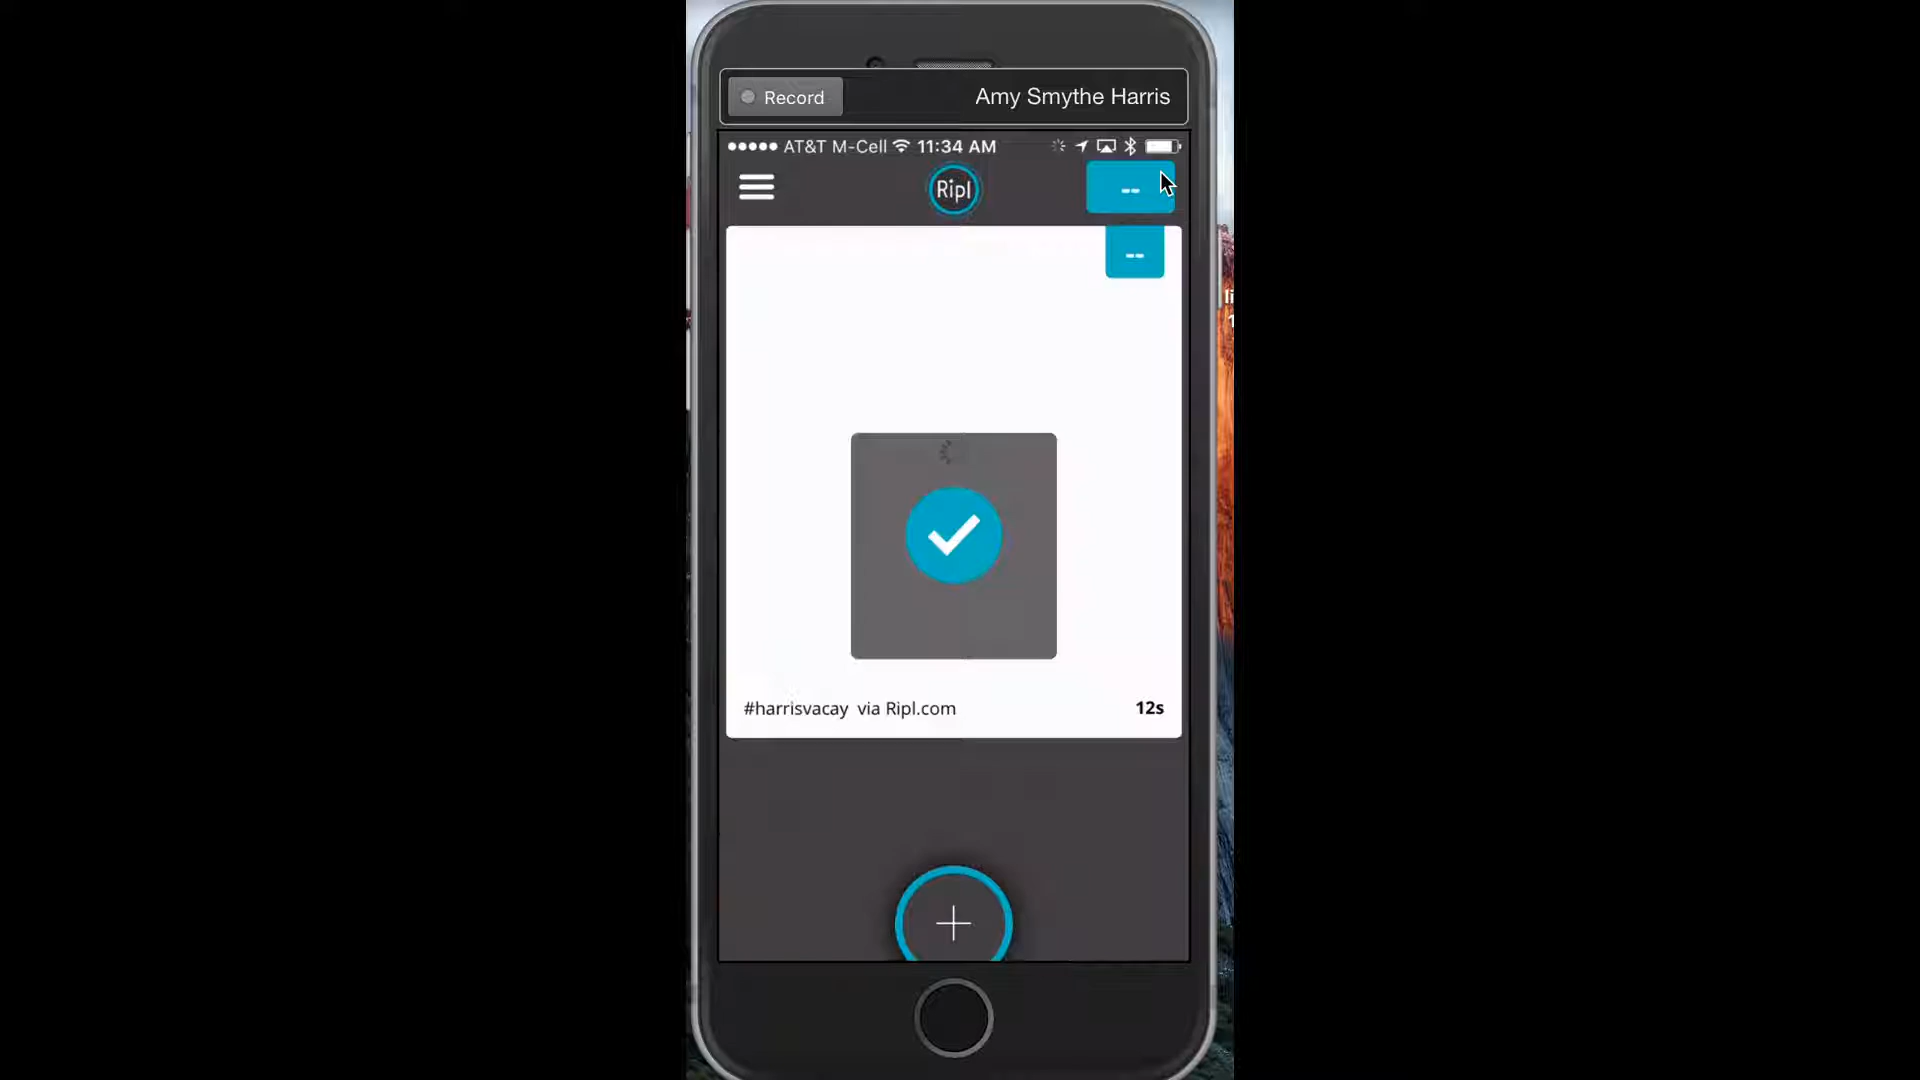 Record
Amy Smythe Harris
AT&T M-Cell 11:34 AM
Ripl
--
--
#harrisvacay via Ripl.com
12s